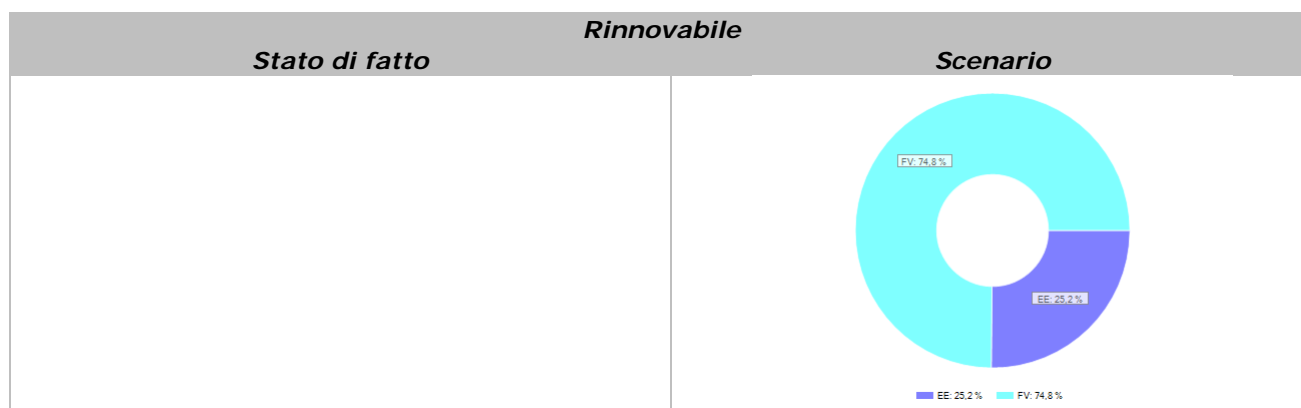 Rinnovabile
Stato di fatto Scenario
FV: 74,8 %
EE: 25,2 %
EE: 25,2 % FV: 74,8 %